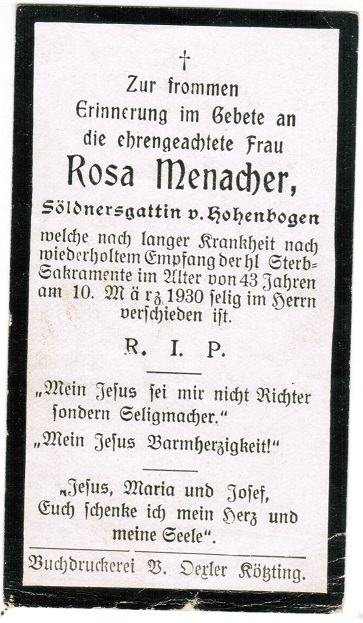 †
Zur frommen
Erinnerung im Gebete an
die ehrengeachtete Frau
Rosa Menacher,
Söldnersgattin v. Hohenbogen
welche nach langer Krankheit nach
wiederholtem Empfang der hl Sterb-
Sakramente im Alter von 43 Jahren
am 10. März 1930 selig im Herrn
verschieden ist.
R. I. P.
„Mein Jesus sei mir nicht Richter
sondern Seligmacher."
„Mein Jesus Barmherzigkeit!"
„Jesus, Maria und Josef,
Euch schenke ich mein Herz und
meine Seele".
Buchdruckerei V. Oexler Kötzting.